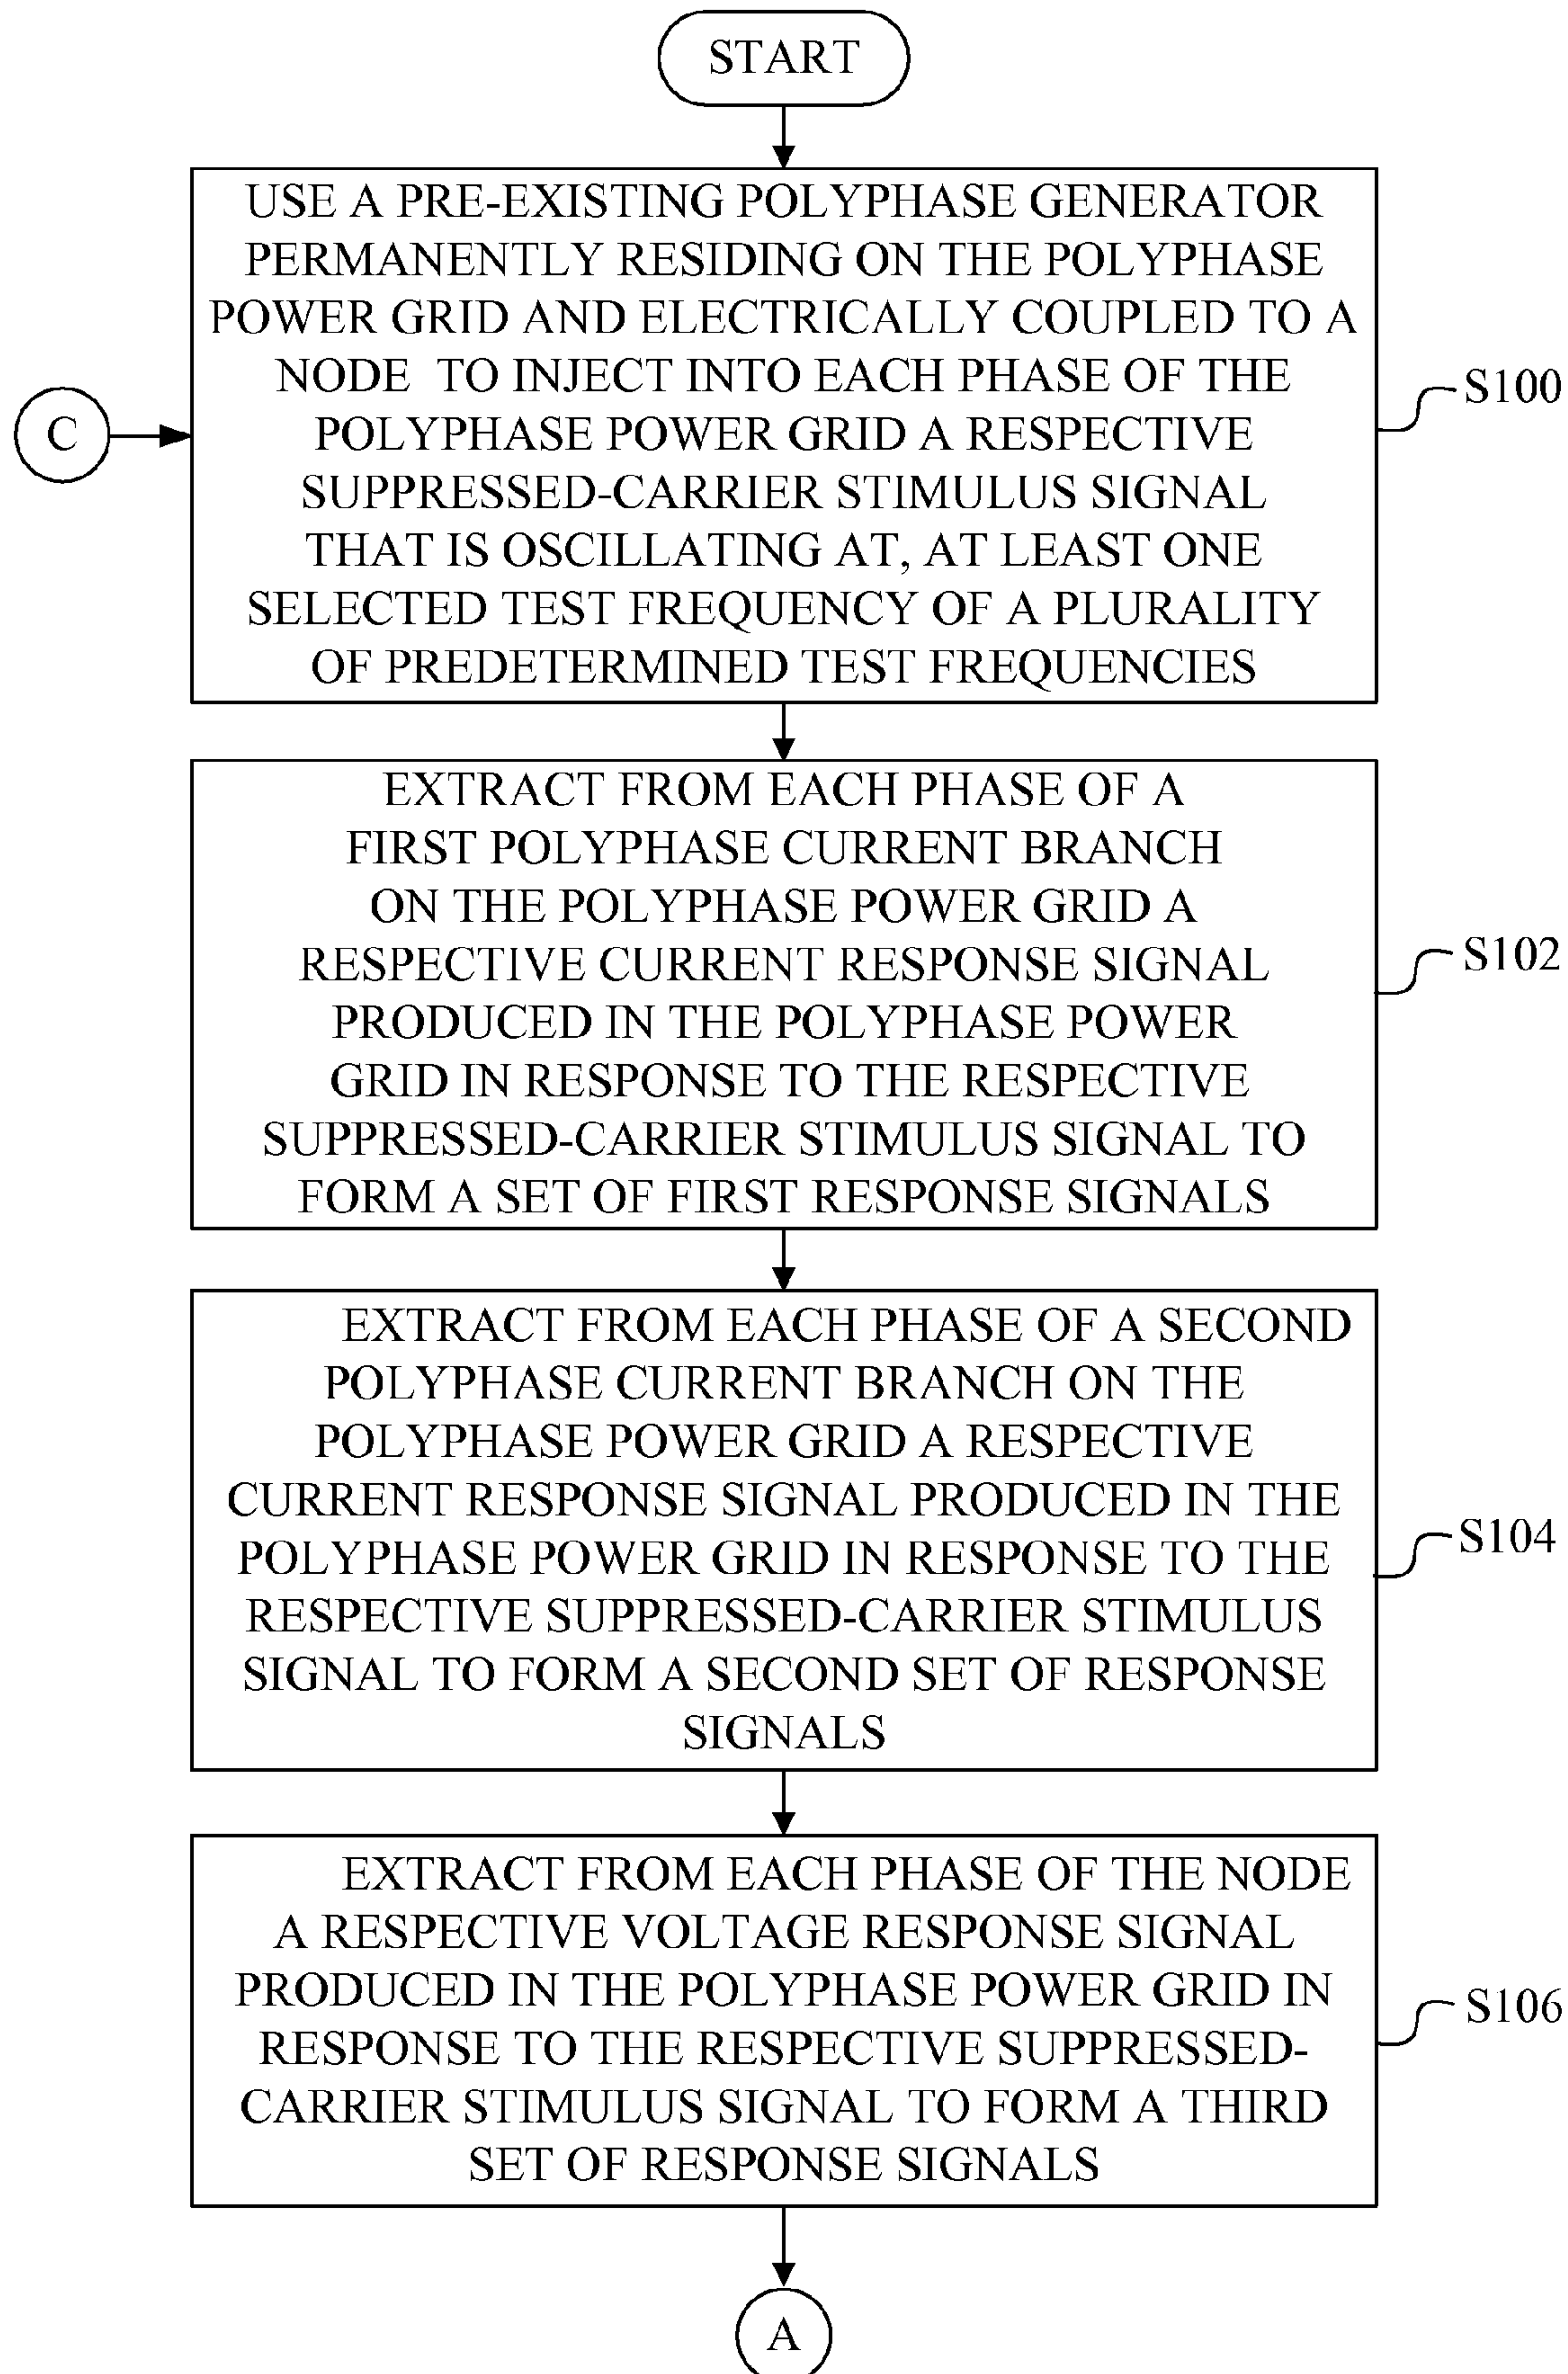 START
USE A PRE-EXISTING POLYPHASE GENERATOR
PERMANENTLY RESIDING ON THE POLYPHASE
POWER GRID AND ELECTRICALLY COUPLED TO A
NODE TO INJECT INTO EACH PHASE OF THE
POLYPHASE POWER GRID A RESPECTIVE
SUPPRESSED-CARRIER STIMULUS SIGNAL
THAT IS OSCILLATING AT, AT LEAST ONE
SELECTED TEST FREQUENCY OF A PLURALITY
OF PREDETERMINED TEST FREQUENCIES
S100
C
EXTRACT FROM EACH PHASE OF A
FIRST POLYPHASE CURRENT BRANCH
ON THE POLYPHASE POWER GRID A
RESPECTIVE CURRENT RESPONSE SIGNAL
PRODUCED IN THE POLYPHASE POWER
GRID IN RESPONSE TO THE RESPECTIVE
SUPPRESSED-CARRIER STIMULUS SIGNAL TO
FORM A SET OF FIRST RESPONSE SIGNALS
S102
EXTRACT FROM EACH PHASE OF A SECOND
POLYPHASE CURRENT BRANCH ON THE
POLYPHASE POWER GRID A RESPECTIVE
CURRENT RESPONSE SIGNAL PRODUCED IN THE
POLYPHASE POWER GRID IN RESPONSE TO THE
RESPECTIVE SUPPRESSED-CARRIER STIMULUS
SIGNAL TO FORM A SECOND SET OF RESPONSE
SIGNALS
S104
EXTRACT FROM EACH PHASE OF THE NODE
A RESPECTIVE VOLTAGE RESPONSE SIGNAL
PRODUCED IN THE POLYPHASE POWER GRID IN
RESPONSE TO THE RESPECTIVE SUPPRESSED-
CARRIER STIMULUS SIGNAL TO FORM A THIRD
SET OF RESPONSE SIGNALS
S106
A